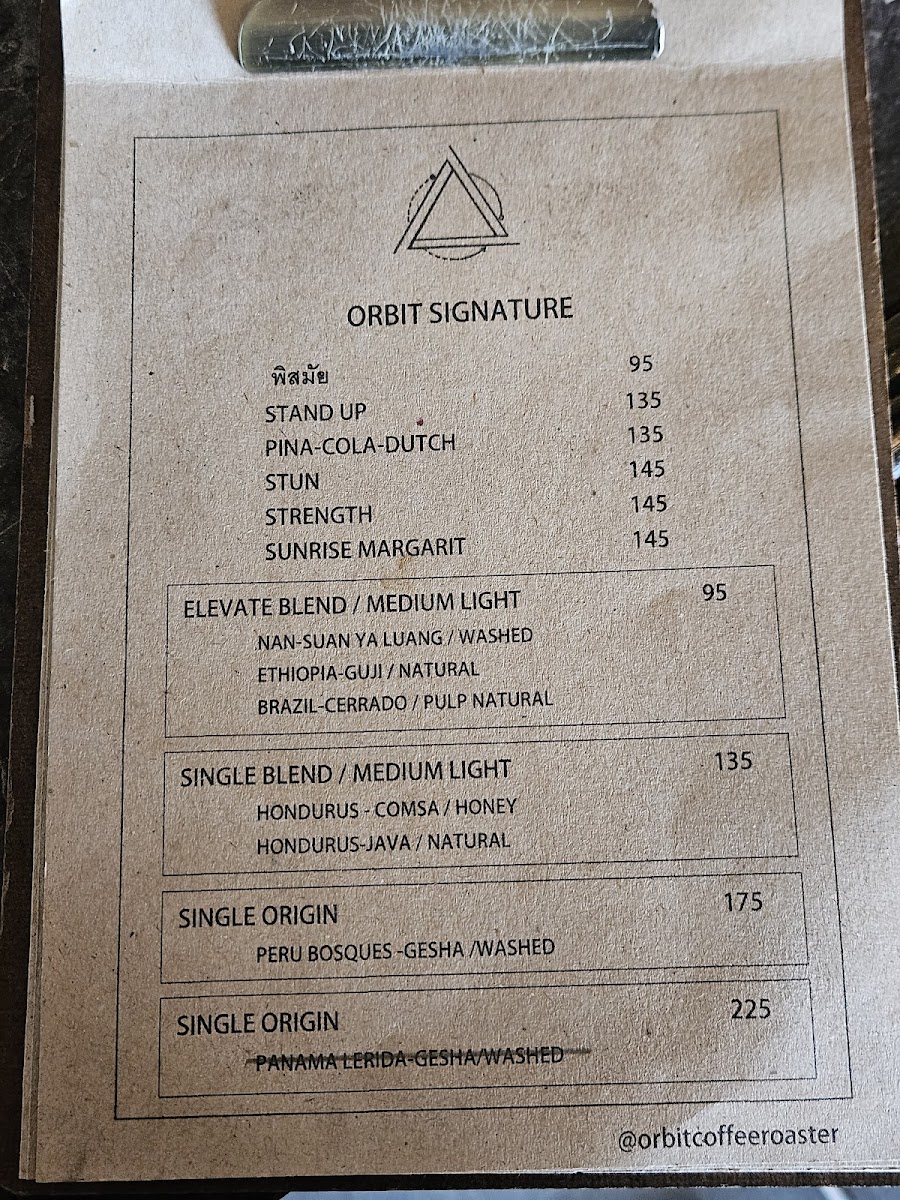 ORBIT SIGNATURE
พิสมัย 95
STAND UP 135
PINA-COLA-DUTCH 135
STUN 145
STRENGTH 145
SUNRISE MARGARIT 145
ELEVATE BLEND / MEDIUM LIGHT 95
NAN-SUAN YA LUANG / WASHED
ETHIOPIA-GUJI / NATURAL
BRAZIL-CERRADO / PULP NATURAL
SINGLE BLEND / MEDIUM LIGHT 135
HONDURUS - COMSA / HONEY
HONDURUS-JAVA / NATURAL
SINGLE ORIGIN 175
PERU BOSQUES -GESHA /WASHED
SINGLE ORIGIN 225
PANAMA LERIDA-GESHA/WASHED
@orbitcoffeeroaster